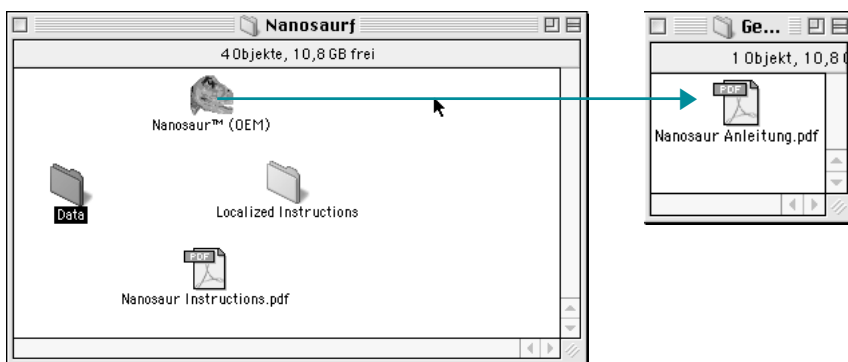 Nanosaurƒ
4 Objekte, 10,8 GB frei
Nanosaur™ (OEM)
Data
Localized Instructions
PDF
Nanosaur Instructions.pdf
Ge...
1 Objekt, 10,8
PDF
Nanosaur Anleitung.pdf